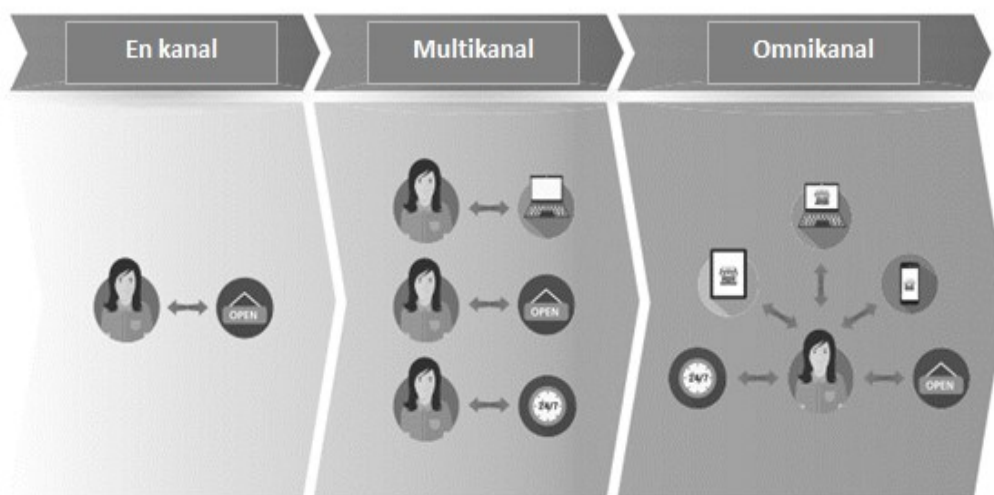 En kanal
Multikanal
Omnikanal
OPEN
OPEN
24/7
24/7
OPEN